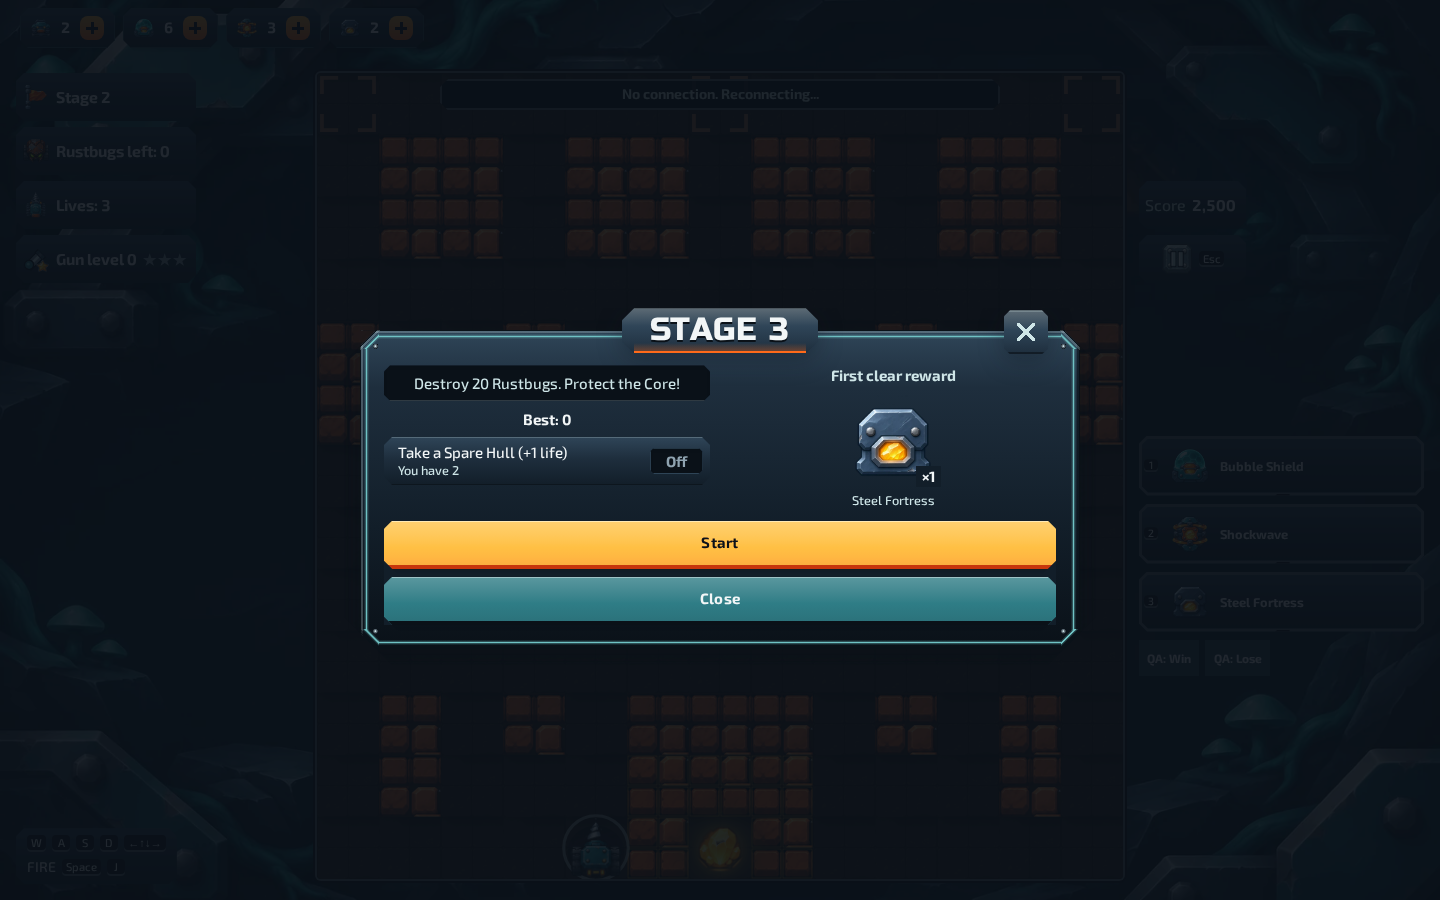 2 6 3 2
Stage 2
Rustbugs left: 0
Lives: 3
Gun level 0 ★★★
No connection. Reconnecting...
Score 2,500
Esc
STAGE 3
Destroy 20 Rustbugs. Protect the Core!
Best: 0
Take a Spare Hull (+1 life)
You have 2
Off
First clear reward
×1
Steel Fortress
Start
Close
1 Bubble Shield
2 Shockwave
3 Steel Fortress
QA: Win QA: Lose
W A S D ←↑↓→
FIRE Space J